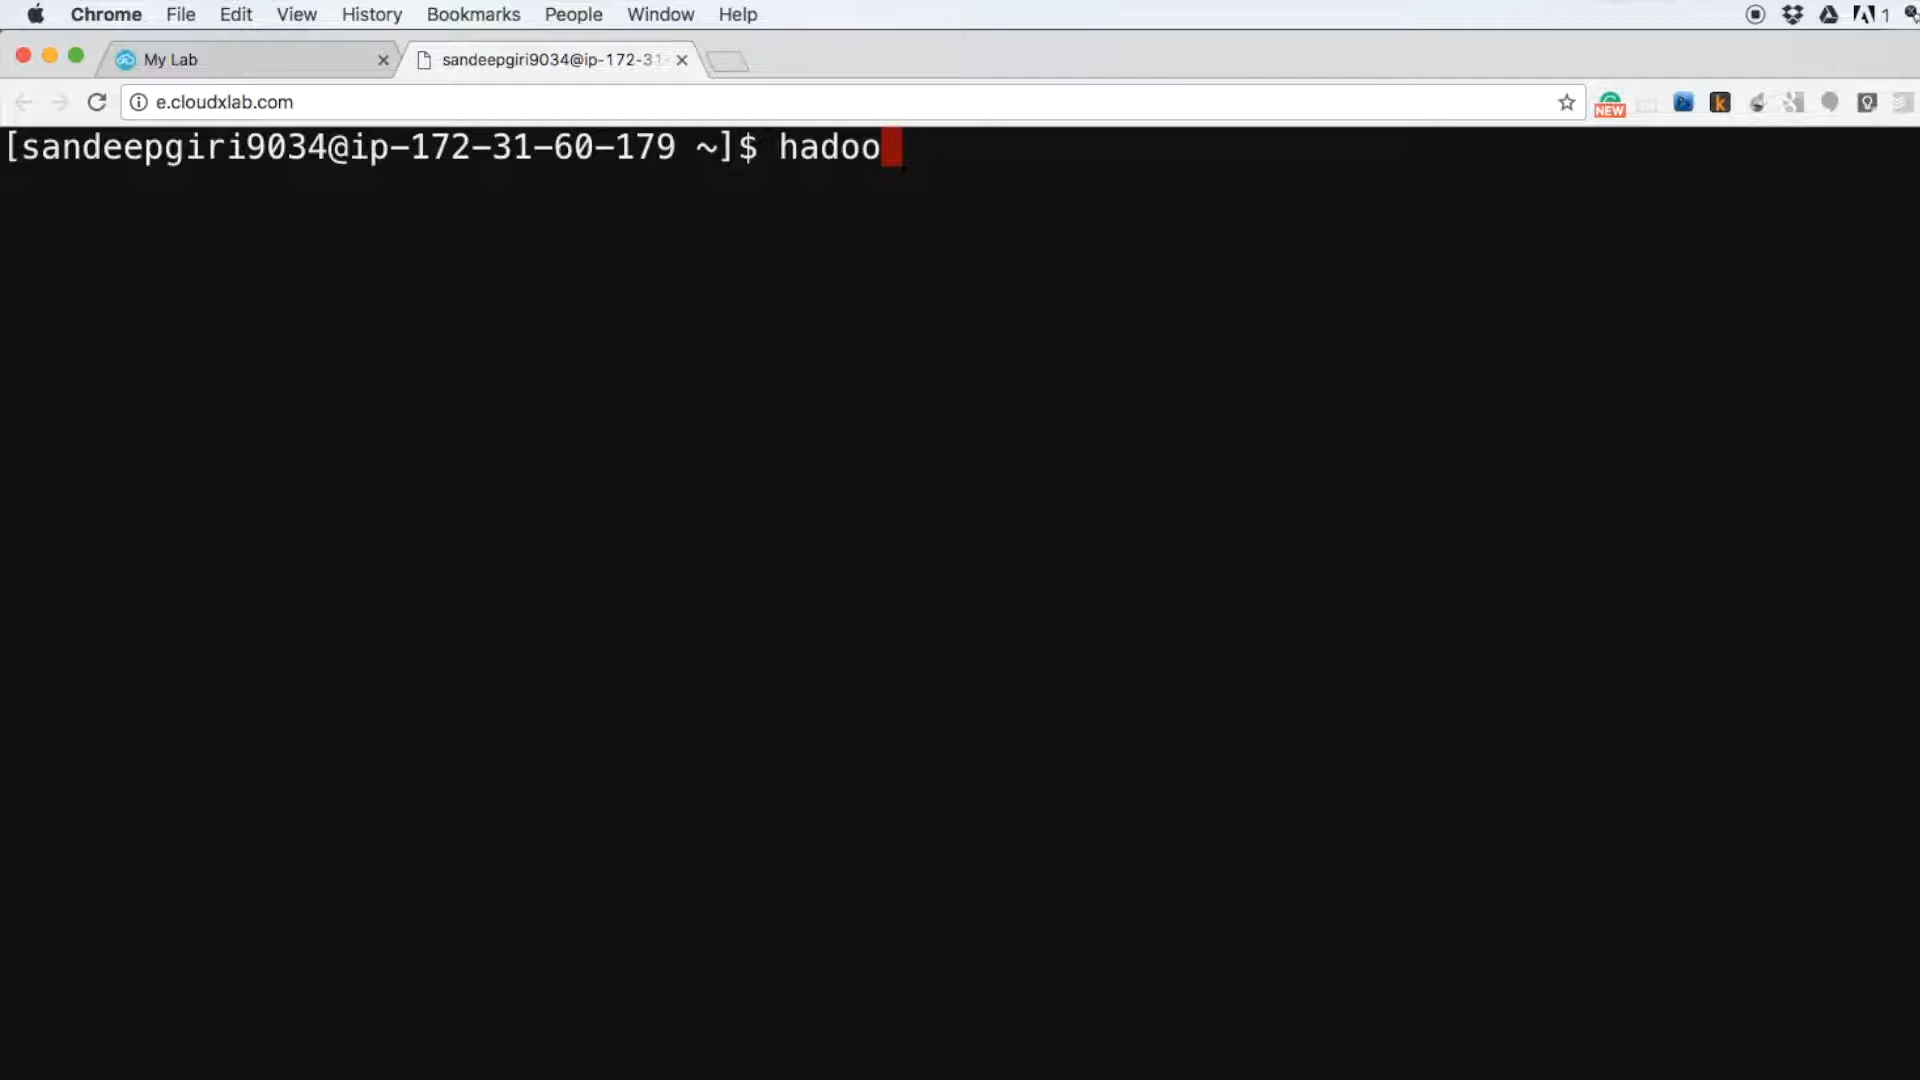 Chrome File Edit View History Bookmarks People Window Help 1
My Lab sandeepgiri9034@ip-172-31-
e.cloudxlab.com NEW
[sandeepgiri9034@ip-172-31-60-179 ~]$ hadoo